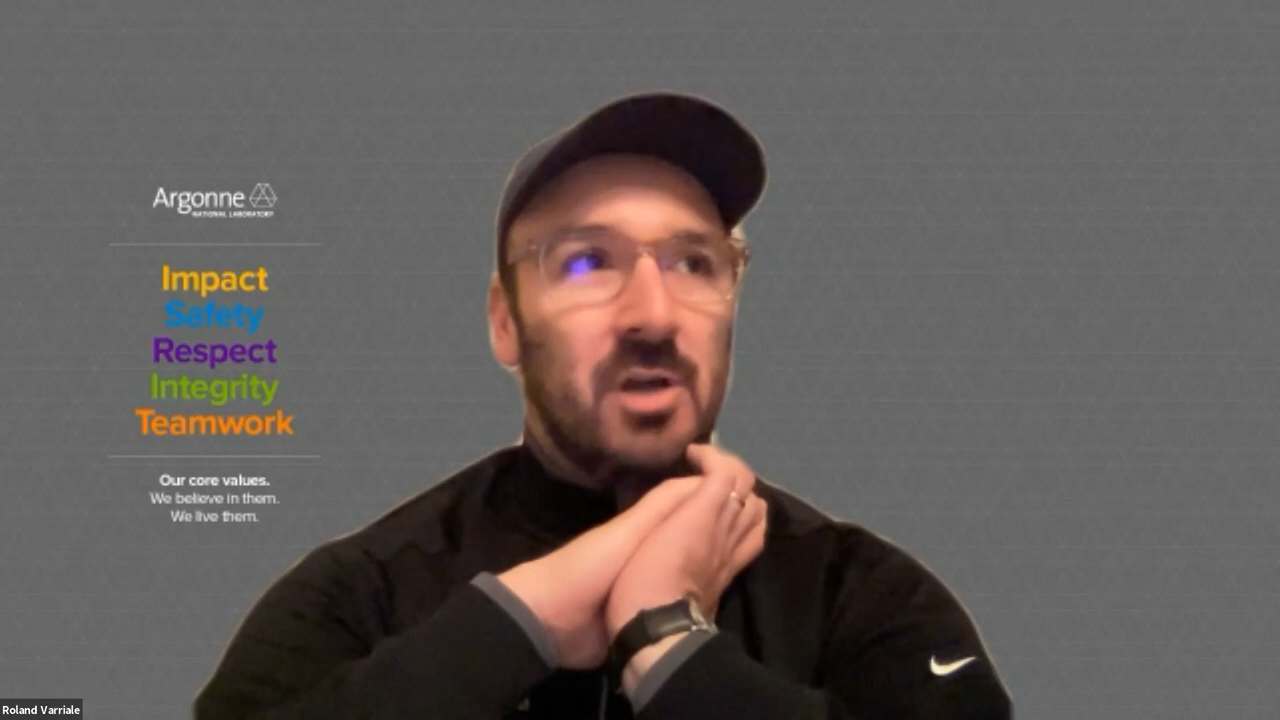 Argonne
NATIONAL LABORATORY
Impact
Safety
Respect
Integrity
Teamwork
Our core values.
We believe in them.
We live them.
Roland Varriale